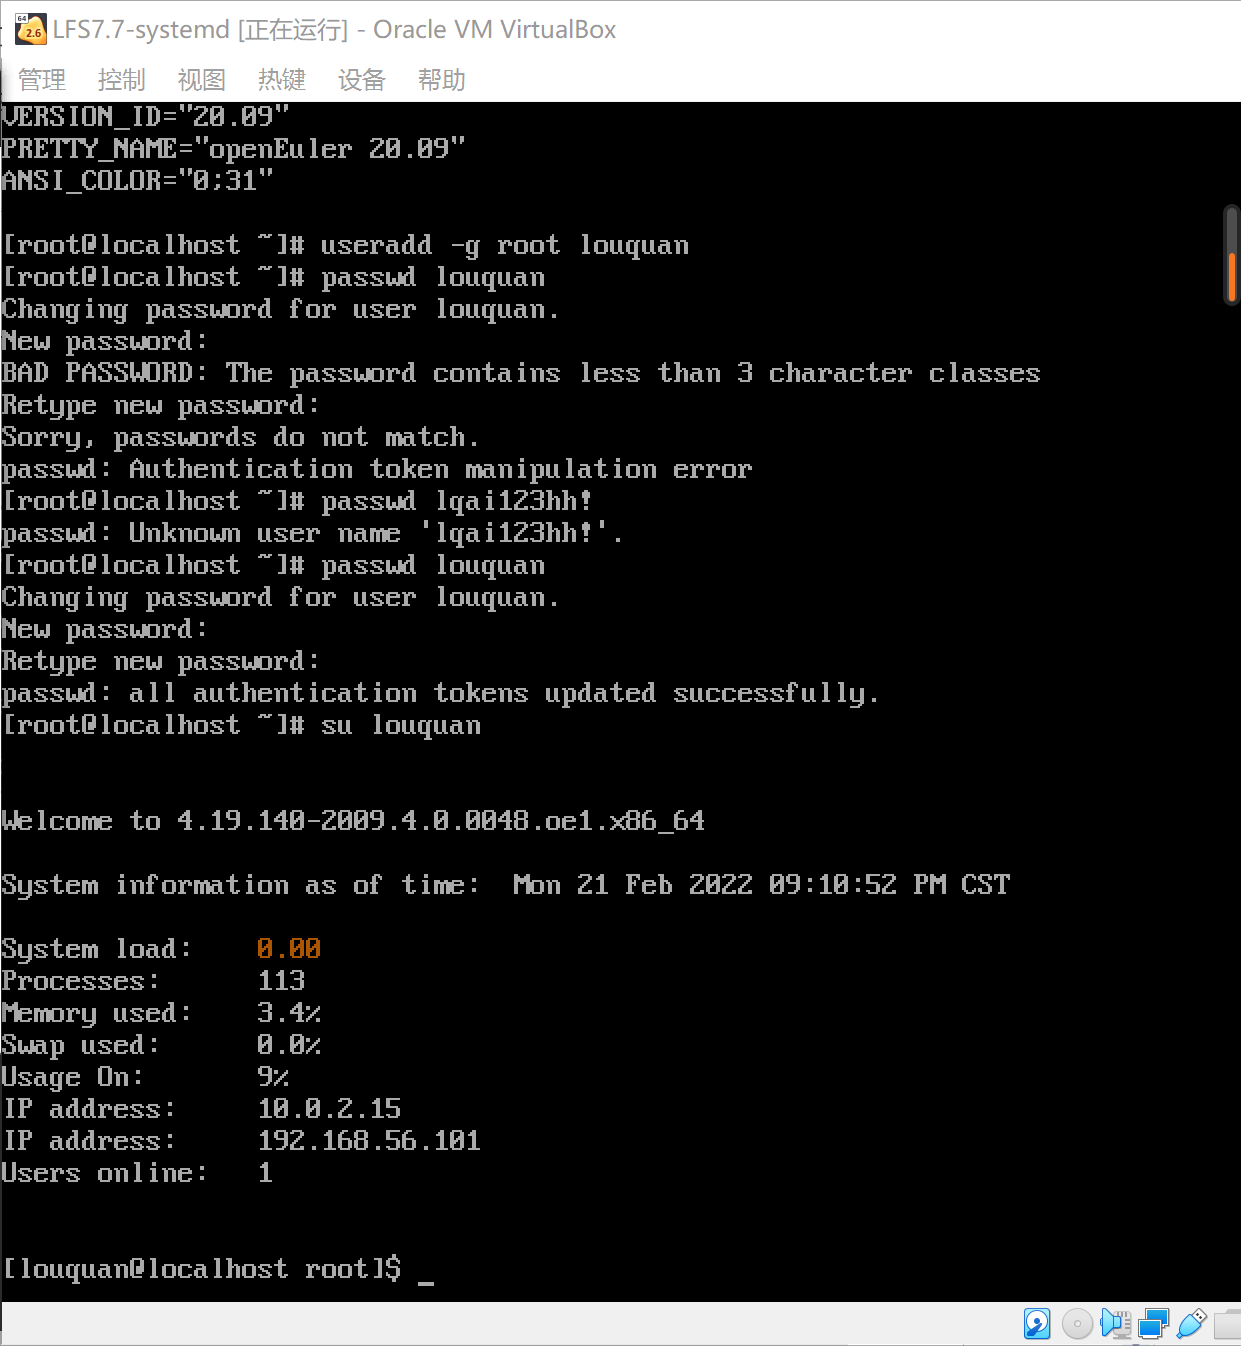 LFS7.7-systemd [正在运行] - Oracle VM VirtualBox
管理 控制 视图 热键 设备 帮助
VERSION_ID="20.09"
PRETTY_NAME="openEuler 20.09"
ANSI_COLOR="0;31"
[root@localhost ~]# useradd -g root louquan
[root@localhost ~]# passwd louquan
Changing password for user louquan.
New password:
BAD PASSWORD: The password contains less than 3 character classes
Retype new password:
Sorry, passwords do not match.
passwd: Authentication token manipulation error
[root@localhost ~]# passwd lqai123hh!
passwd: Unknown user name 'lqai123hh!'.
[root@localhost ~]# passwd louquan
Changing password for user louquan.
New password:
Retype new password:
passwd: all authentication tokens updated successfully.
[root@localhost ~]# su louquan
Welcome to 4.19.140-2009.4.0.0048.oe1.x86_64
System information as of time:  Mon 21 Feb 2022 09:10:52 PM CST
System load:    0.00
Processes:      113
Memory used:    3.4%
Swap used:      0.0%
Usage On:       9%
IP address:     10.0.2.15
IP address:     192.168.56.101
Users online:   1
[louquan@localhost root]$ _